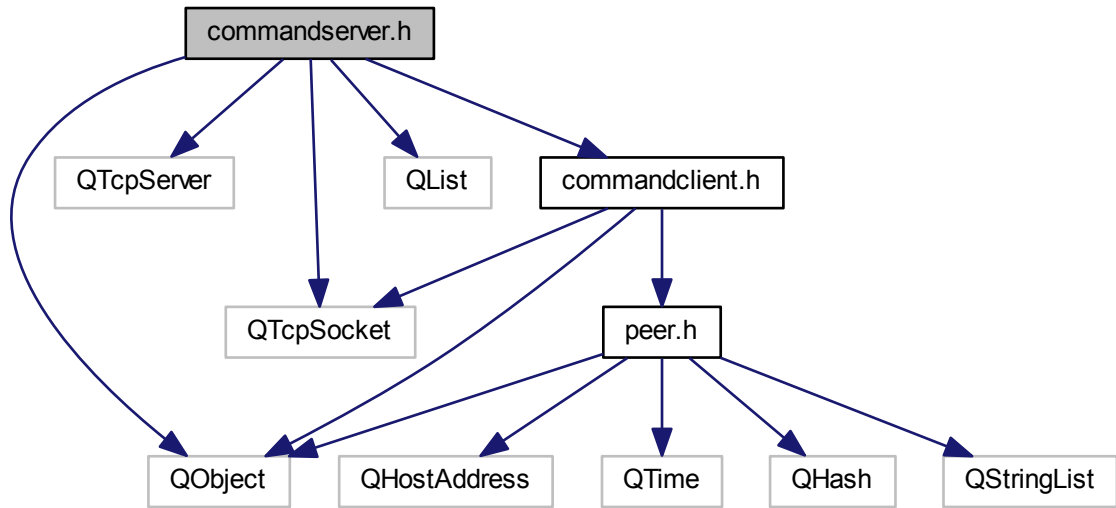 commandserver.h
QTcpServer
QList
commandclient.h
QTcpSocket
peer.h
QObject
QHostAddress
QTime
QHash
QStringList